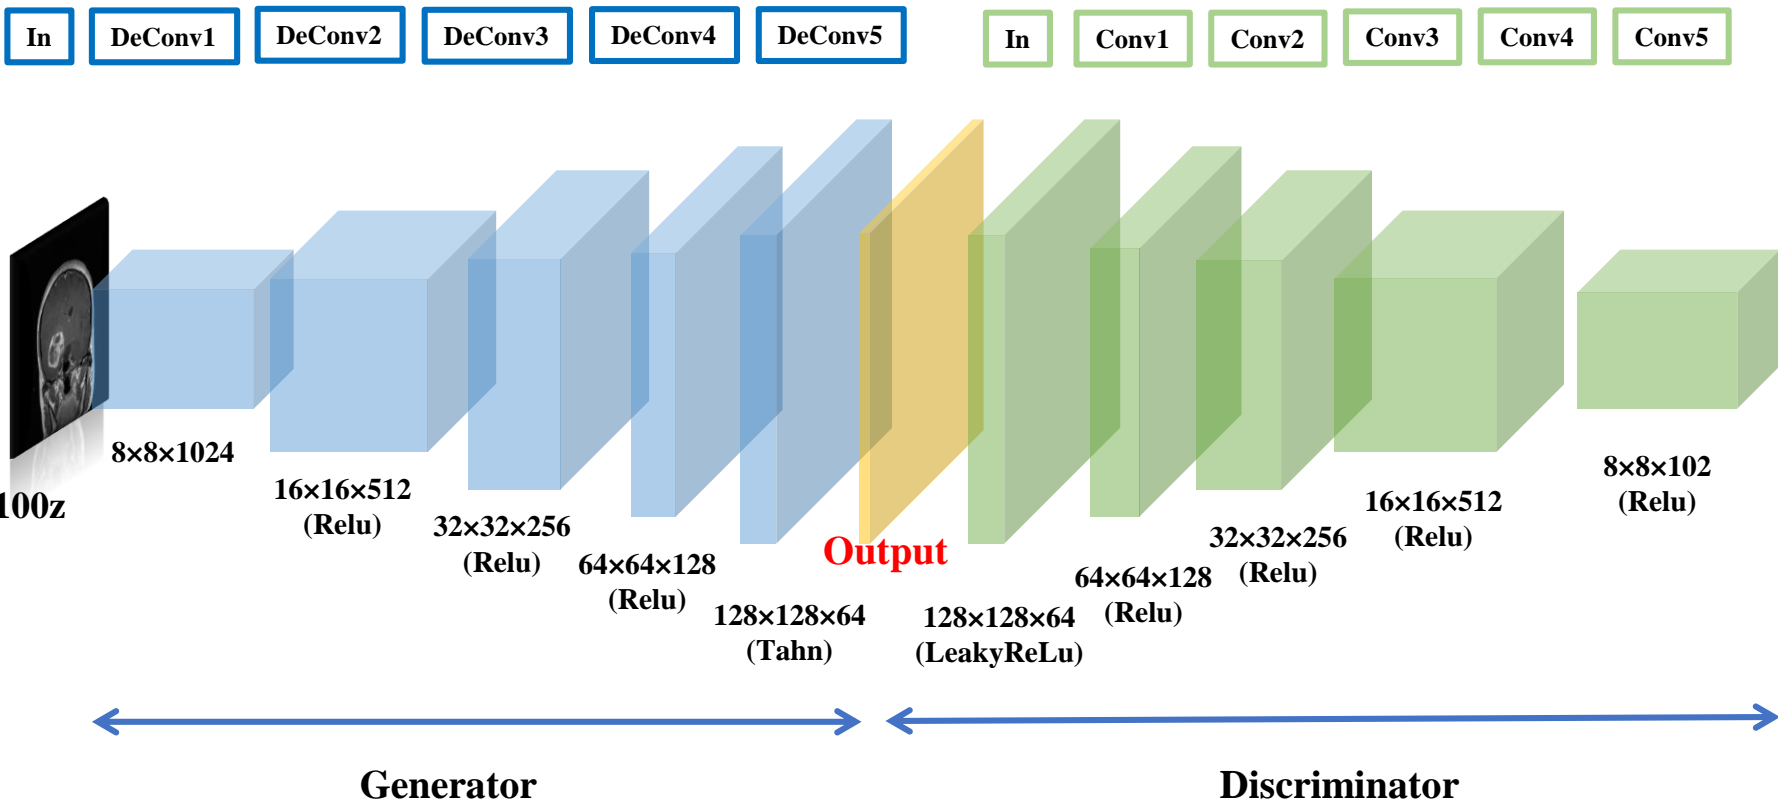 In DeConv1 DeConv2 DeConv3 DeConv4 DeConv5 In Conv1 Conv2 Conv3 Conv4 Conv5
100z
8×8×1024
16×16×512
(Relu)
32×32×256
(Relu)
64×64×128
(Relu)
128×128×64
(Tahn)
Output
128×128×64
(LeakyReLu)
64×64×128
(Relu)
32×32×256
(Relu)
16×16×512
(Relu)
8×8×102
(Relu)
Generator
Discriminator